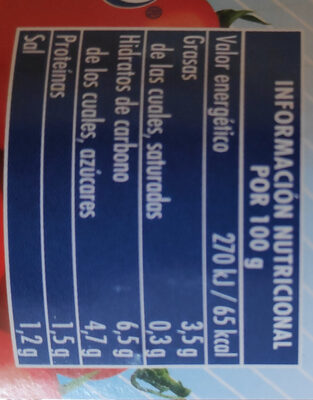 INFORMACIÓN NUTRICIONAL
POR 100 g
Valor energético 270 kJ / 65 kcal
Grasas 3,5 g
de las cuales, saturadas 0,3 g
Hidratos de carbono 6,5 g
de los cuales, azúcares 4,7 g
Proteínas 1,5 g
Sal 1,2 g